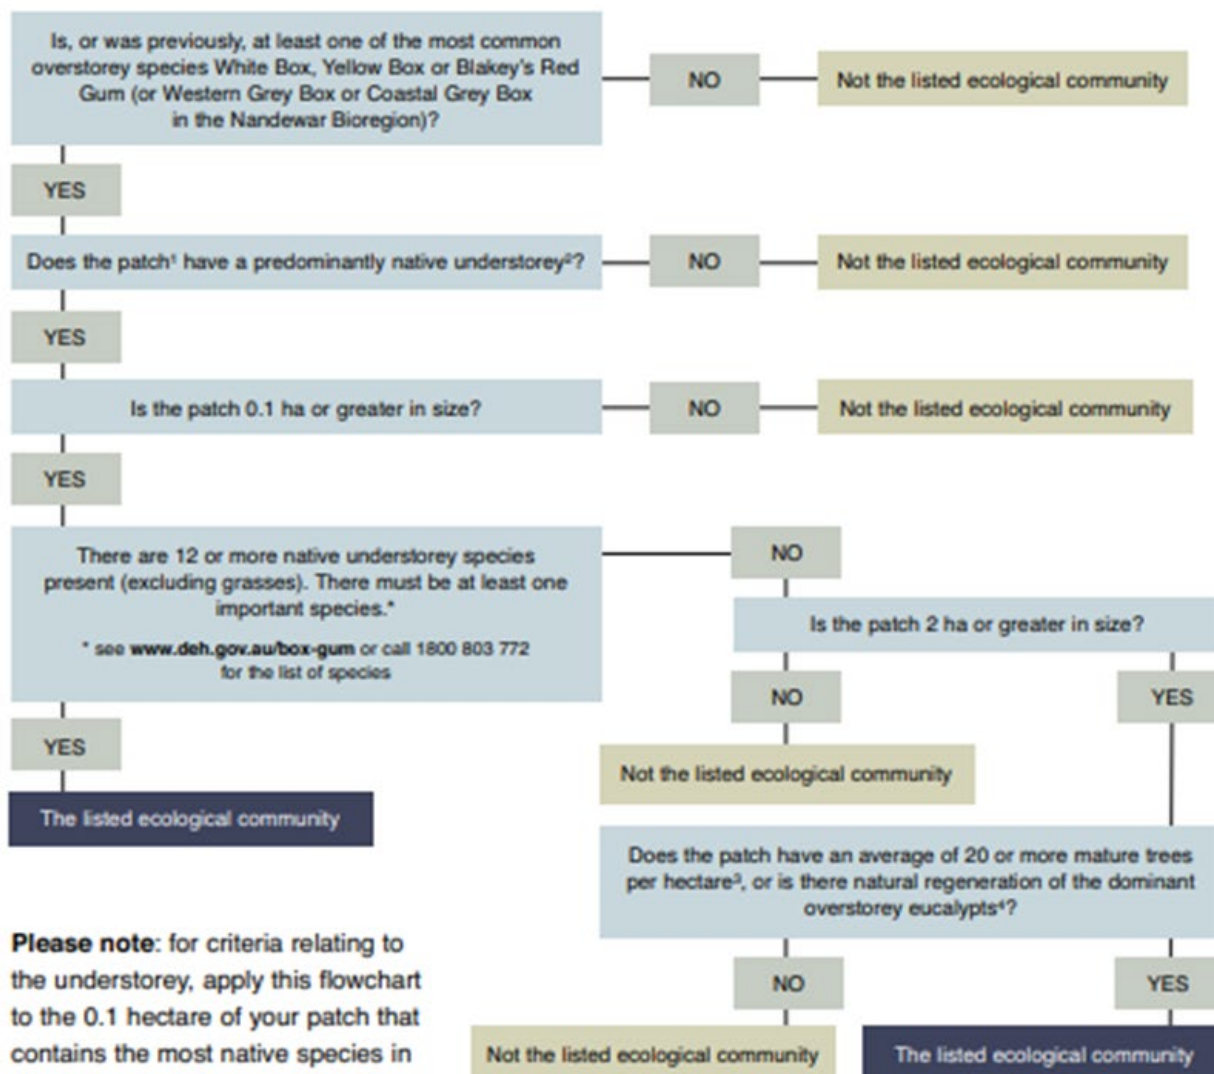 Is, or was previously, at least one of the most common
overstorey species White Box, Yellow Box or Blakey's Red
Gum (or Western Grey Box or Coastal Grey Box
in the Nandewar Bioregion)?
NO
Not the listed ecological community
YES
Does the patch¹ have a predominantly native understorey²?
NO
Not the listed ecological community
YES
Is the patch 0.1 ha or greater in size?
NO
Not the listed ecological community
YES
There are 12 or more native understorey species
present (excluding grasses). There must be at least one
important species.*
* see www.deh.gov.au/box-gum or call 1800 803 772
for the list of species
NO
Is the patch 2 ha or greater in size?
NO
YES
YES
Not the listed ecological community
The listed ecological community
Does the patch have an average of 20 or more mature trees
per hectare³, or is there natural regeneration of the dominant
overstorey eucalypts⁴?
NO
YES
Not the listed ecological community
The listed ecological community
Please note: for criteria relating to
the understorey, apply this flowchart
to the 0.1 hectare of your patch that
contains the most native species in